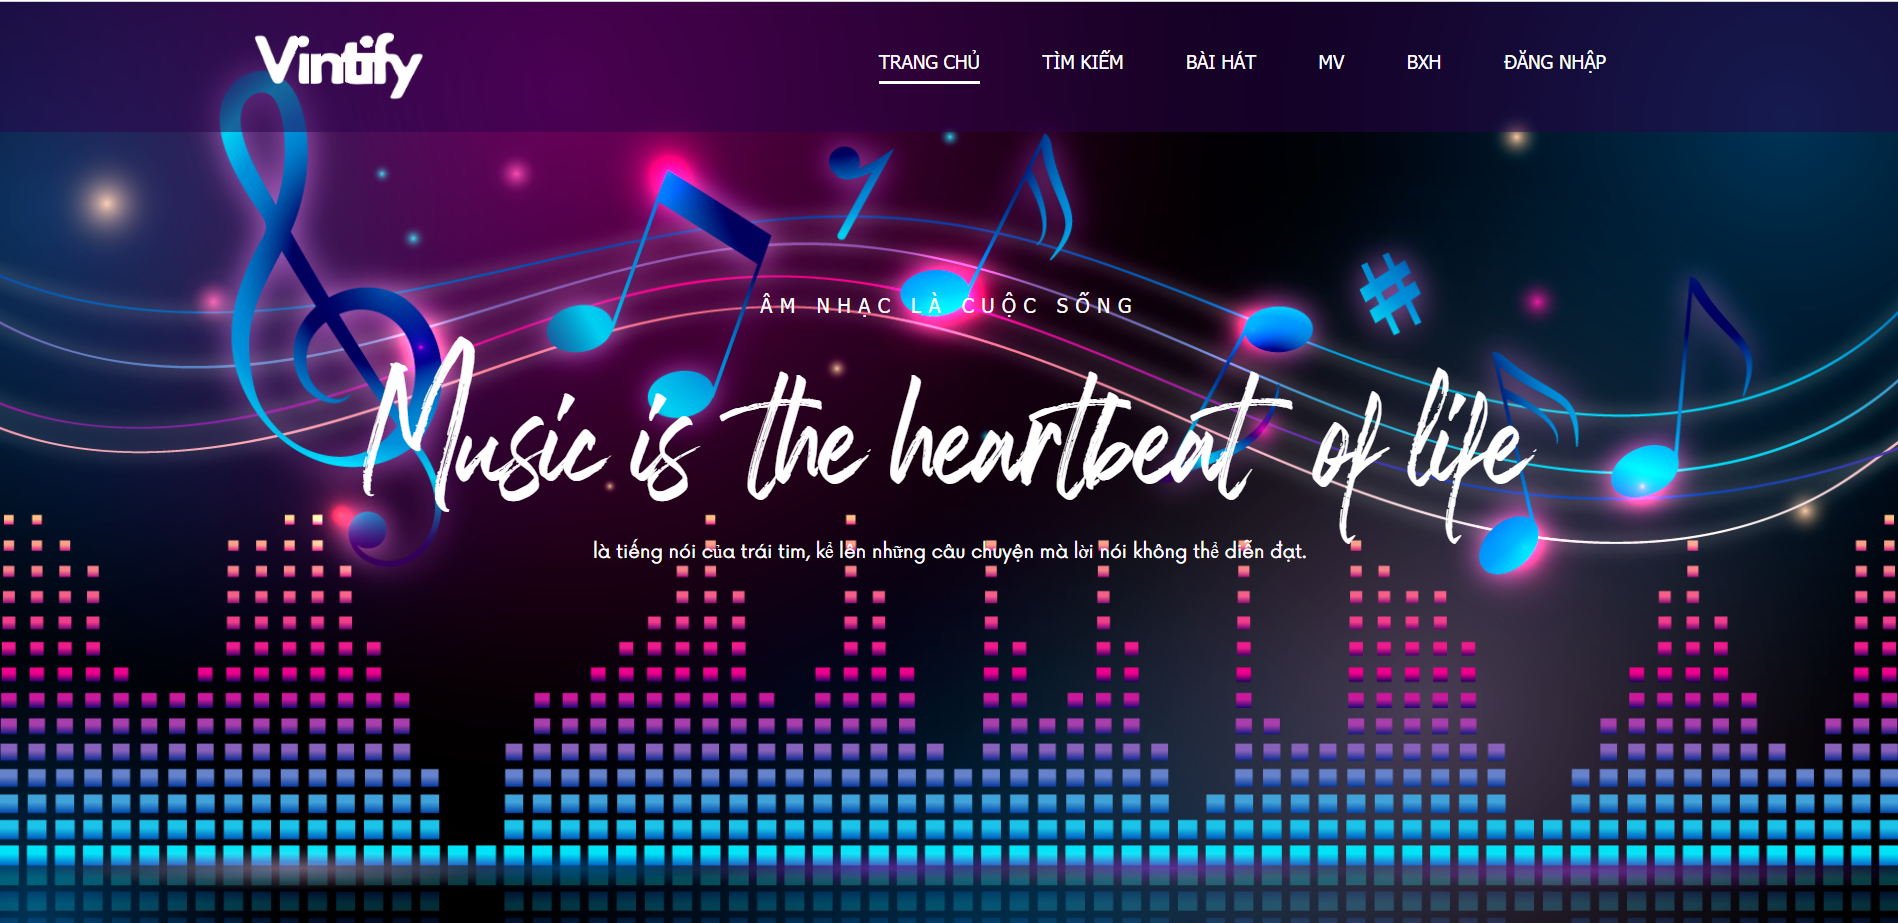 Vintify
TRANG CHỦ TÌM KIẾM BÀI HÁT MV BXH ĐĂNG NHẬP
ÂM NHẠC LÀ CUỘC SỐNG
Music is the heartbeat of life
là tiếng nói của trái tim, kể lên những câu chuyện mà lời nói không thể diễn đạt.